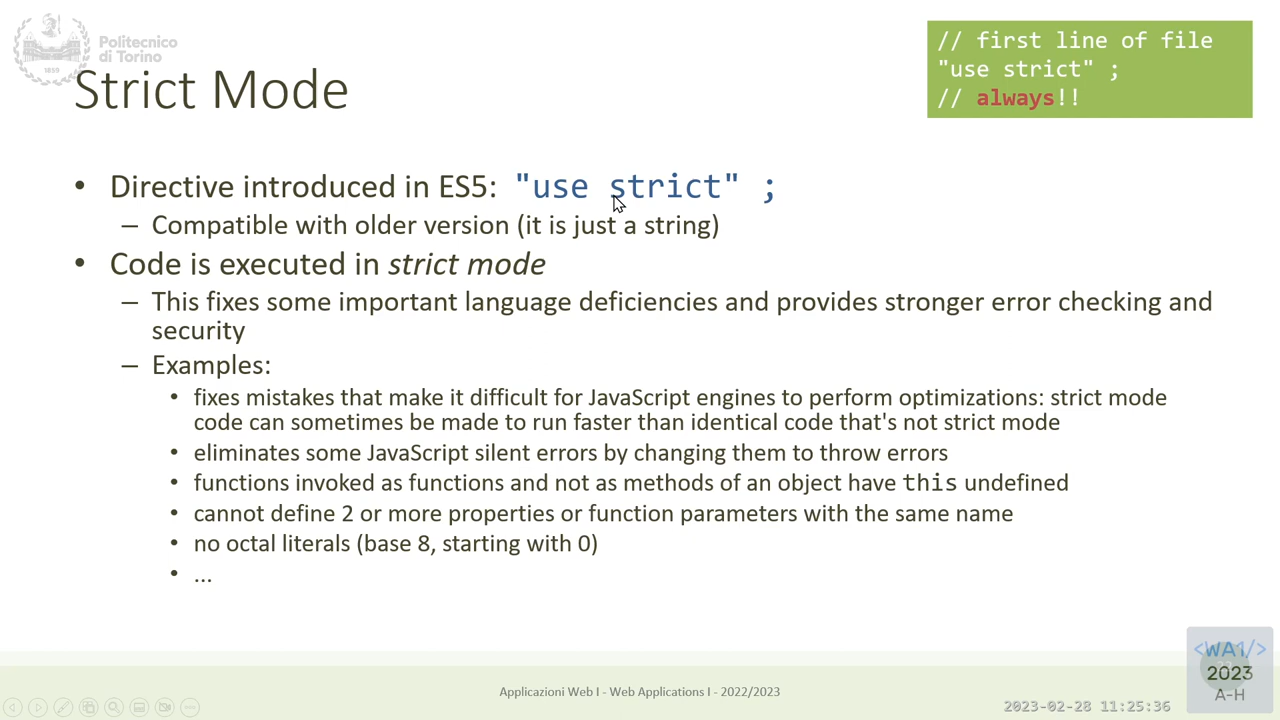 Politecnico
di Torino
1859
Strict Mode
// first line of file
"use strict" ;
// always!!
• Directive introduced in ES5: "use strict" ;
– Compatible with older version (it is just a string)
• Code is executed in strict mode
– This fixes some important language deficiencies and provides stronger error checking and
security
– Examples:
• fixes mistakes that make it difficult for JavaScript engines to perform optimizations: strict mode
code can sometimes be made to run faster than identical code that's not strict mode
• eliminates some JavaScript silent errors by changing them to throw errors
• functions invoked as functions and not as methods of an object have this undefined
• cannot define 2 or more properties or function parameters with the same name
• no octal literals (base 8, starting with 0)
• ...
Applicazioni Web I - Web Applications I - 2022/2023
2023-02-28 11:25:36
<WA1/>
2023
A-H